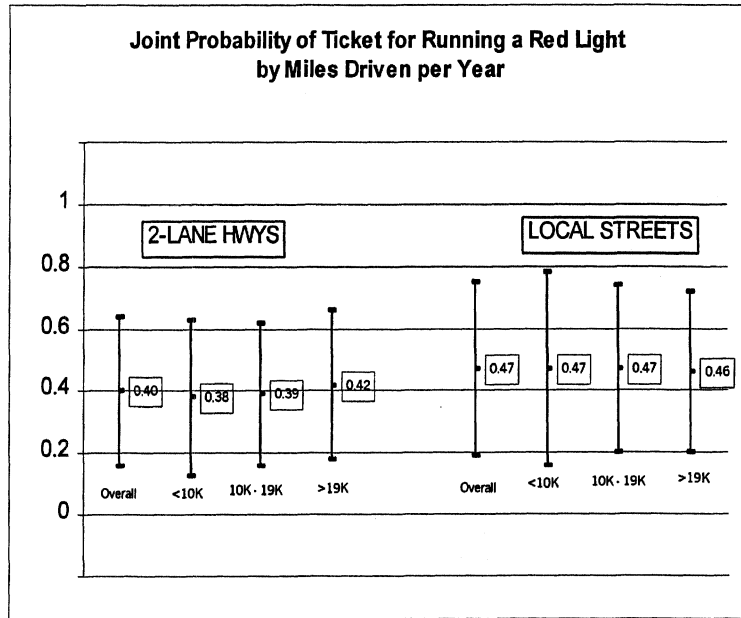 Joint Probability of Ticket for Running a Red Light
by Miles Driven per Year
1
2-LANE HWYS
LOCAL STREETS
0.8
0.6
0.4
0.40
0.38
0.39
0.42
0.47
0.47
0.47
0.46
0.2
Overall
<10K
10K - 19K
>19K
Overall
<10K
10K - 19K
>19K
0